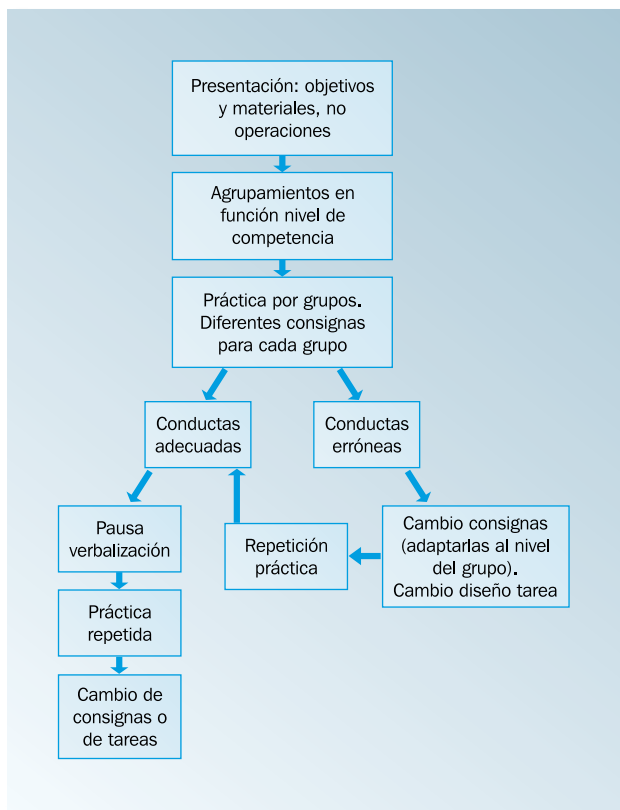 Presentación: objetivos
y materiales, no
operaciones
Agrupamientos en
función nivel de
competencia
Práctica por grupos.
Diferentes consignas
para cada grupo
Conductas
adecuadas
Conductas
erróneas
Pausa
verbalización
Repetición
práctica
Cambio consignas
(adaptarlas al nivel
del grupo).
Cambio diseño tarea
Práctica
repetida
Cambio de
consignas o
de tareas